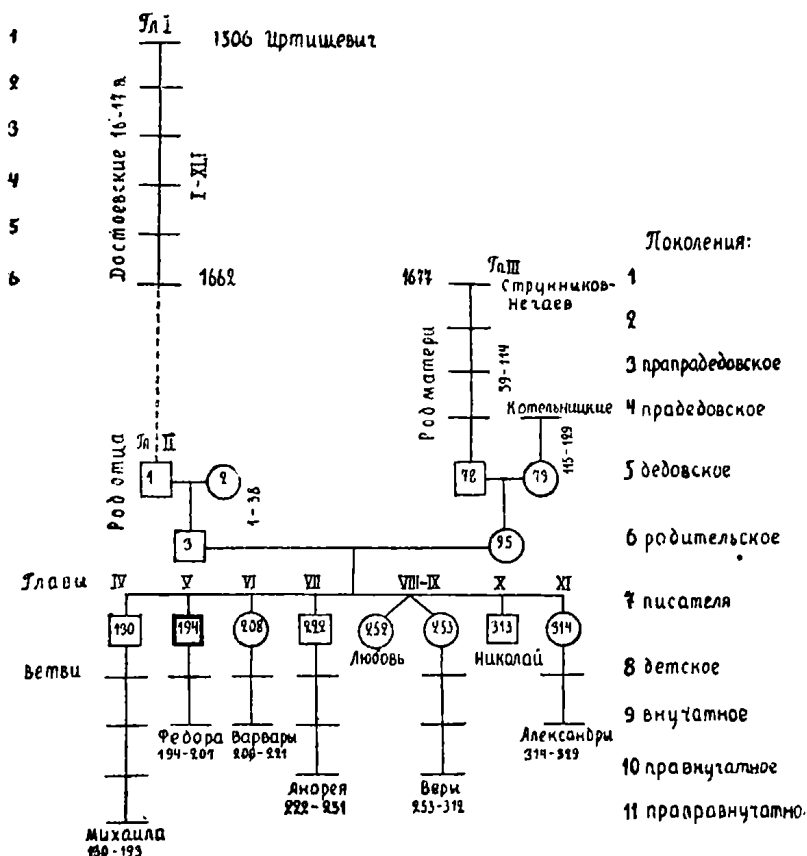 Гл I
1 1506 Иртищевич
2
3
4
5
6 1662
Достоевские 16-17 в
I-XLI
Поколения:
1677 Гл III
Струнников-
Нечаев
1
2
3 прапрадедовское
4 прадедовское
5 дедовское
6 родительское
7 писателя
8 детское
9 внучатное
10 правнучатное
11 праправнучатно.
Род матери
39-114
Котельницкие
115-129
Род отца
Гл II
1 2
1-38
78 79
3 95
Главы IV V VI VII VIII-IX X XI
130 194 208 222 252 253 313 314
Любовь Николай
Ветви
Федора
194-207
Варвары
208-221
Александры
314-329
Андрея
222-251
Веры
253-312
Михаила
130-193